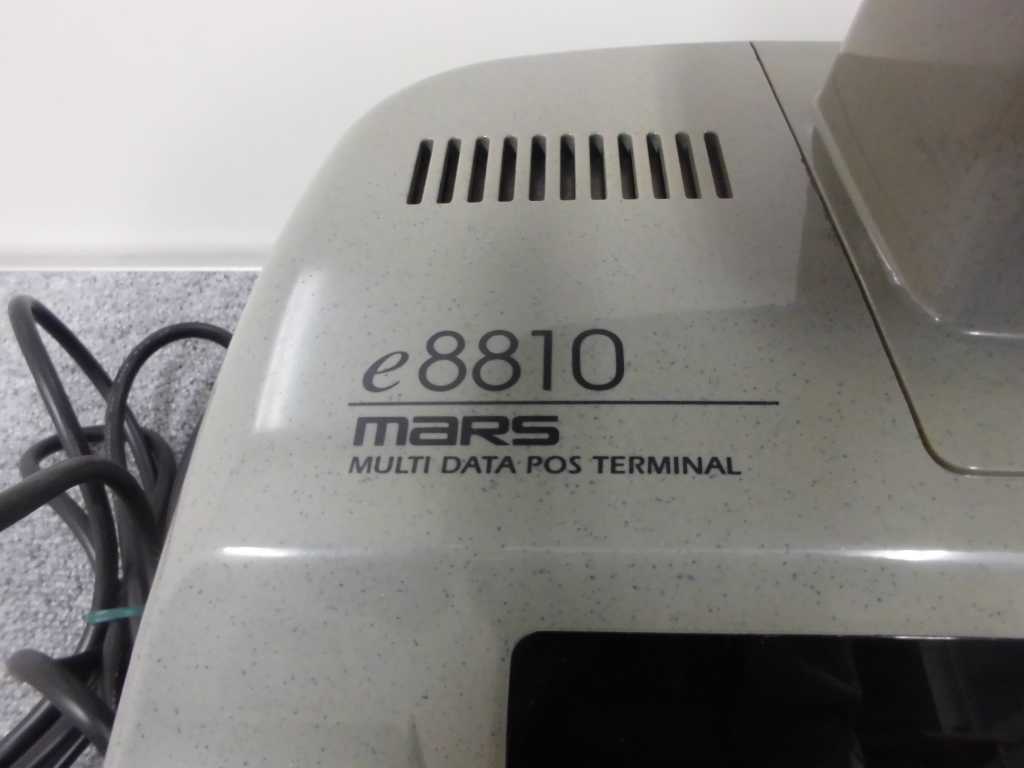 e8810
maRS
MULTI DATA POS TERMINAL